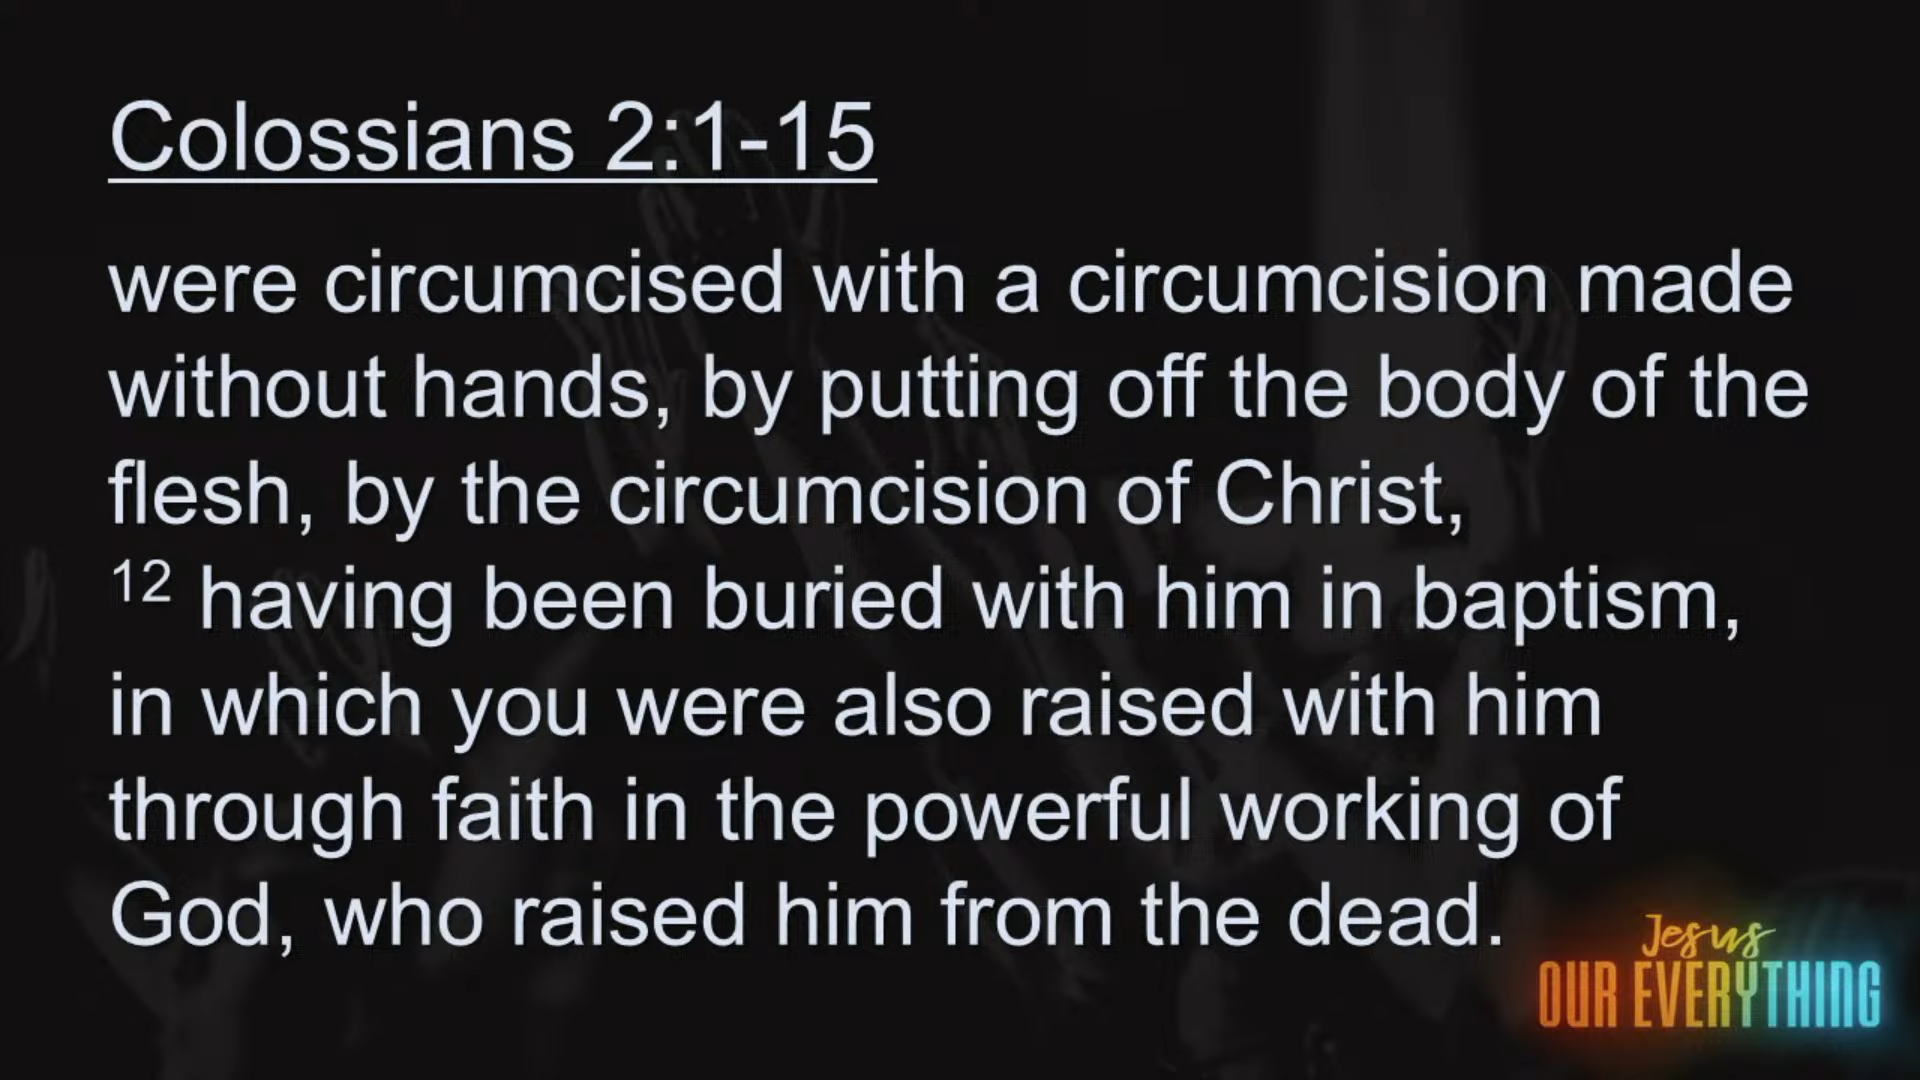 Colossians 2:1-15
were circumcised with a circumcision made
without hands, by putting off the body of the
flesh, by the circumcision of Christ,
12 having been buried with him in baptism,
in which you were also raised with him
through faith in the powerful working of
God, who raised him from the dead.
Jesus
OUR EVERYTHING